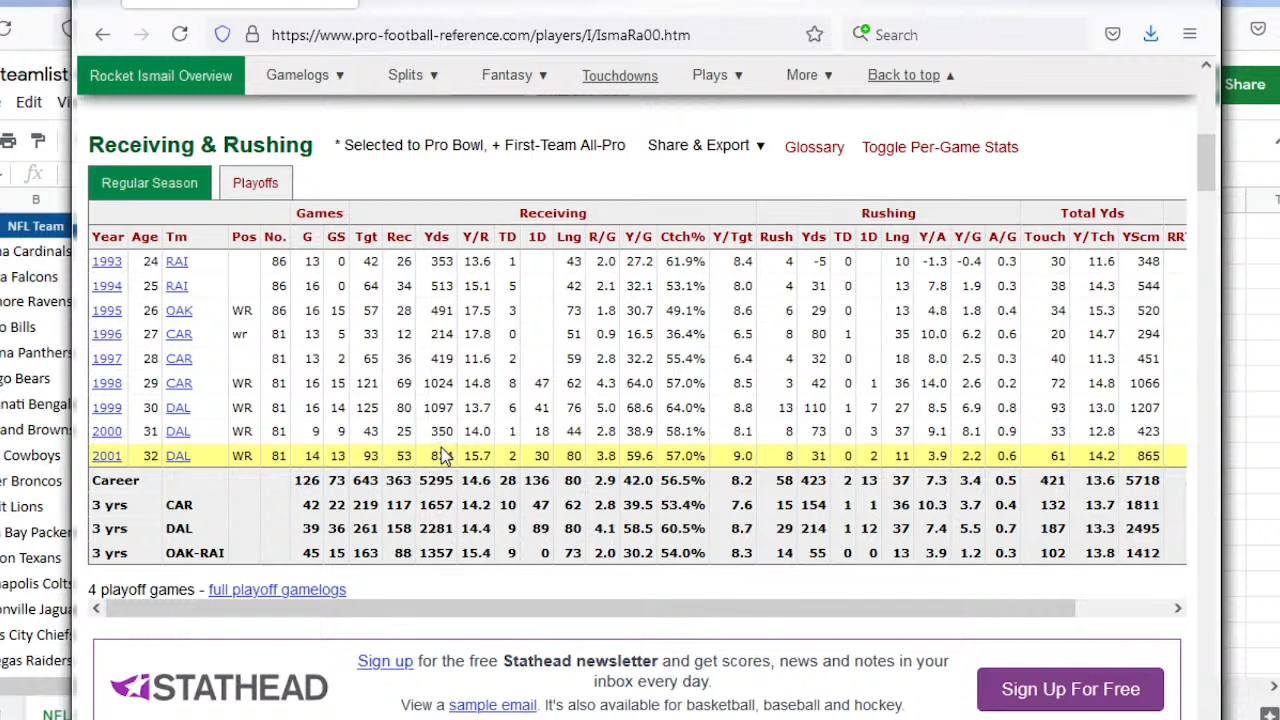 https://www.pro-football-reference.com/players/I/IsmaRa00.htm
Search
teamlist
Rocket Ismail Overview Gamelogs ▼ Splits ▼ Fantasy ▼ Touchdowns Plays ▼ More ▼ Back to top ▲
Share
Edit
Receiving & Rushing * Selected to Pro Bowl, + First-Team All-Pro Share & Export ▼ Glossary Toggle Per-Game Stats
fx
Regular Season Playoffs
B
Games Receiving Rushing Total Yds
NFL Team
Year Age Tm Pos No. G GS Tgt Rec Yds Y/R TD 1D Lng R/G Y/G Ctch% Y/Tgt Rush Yds TD 1D Lng Y/A Y/G A/G Touch Y/Tch YScm RR
na Cardinals
1993 24 RAI 86 13 0 42 26 353 13.6 1 43 2.0 27.2 61.9% 8.4 4 -5 0 10 -1.3 -0.4 0.3 30 11.6 348
a Falcons
1994 25 RAI 86 16 0 64 34 513 15.1 5 42 2.1 32.1 53.1% 8.0 4 31 0 13 7.8 1.9 0.3 38 14.3 544
more Ravens
1995 26 OAK WR 86 16 15 57 28 491 17.5 3 73 1.8 30.7 49.1% 8.6 6 29 0 13 4.8 1.8 0.4 34 15.3 520
o Bills
1996 27 CAR wr 81 13 5 33 12 214 17.8 0 51 0.9 16.5 36.4% 6.5 8 80 1 35 10.0 6.2 0.6 20 14.7 294
na Panthers
1997 28 CAR 81 13 2 65 36 419 11.6 2 59 2.8 32.2 55.4% 6.4 4 32 0 18 8.0 2.5 0.3 40 11.3 451
go Bears
1998 29 CAR WR 81 16 15 121 69 1024 14.8 8 47 62 4.3 64.0 57.0% 8.5 3 42 0 1 36 14.0 2.6 0.2 72 14.8 1066
nati Bengal
1999 30 DAL WR 81 16 14 125 80 1097 13.7 6 41 76 5.0 68.6 64.0% 8.8 13 110 1 7 27 8.5 6.9 0.8 93 13.0 1207
and Browns
2000 31 DAL WR 81 9 9 43 25 350 14.0 1 18 44 2.8 38.9 58.1% 8.1 8 73 0 3 37 9.1 8.1 0.9 33 12.8 423
Cowboys
2001 32 DAL WR 81 14 13 93 53 15.7 2 30 80 3.8 59.6 57.0% 9.0 8 31 0 2 11 3.9 2.2 0.6 61 14.2 865
er Broncos
Career 126 73 643 363 5295 14.6 28 136 80 2.9 42.0 56.5% 8.2 58 423 2 13 37 7.3 3.4 0.5 421 13.6 5718
it Lions
3 yrs CAR 42 22 219 117 1657 14.2 10 47 62 2.8 39.5 53.4% 7.6 15 154 1 1 36 10.3 3.7 0.4 132 13.7 1811
Bay Packer
3 yrs DAL 39 36 261 158 2281 14.4 9 89 80 4.1 58.5 60.5% 8.7 29 214 1 12 37 7.4 5.5 0.7 187 13.3 2495
on Texans
3 yrs OAK-RAI 45 15 163 88 1357 15.4 9 0 73 2.0 30.2 54.0% 8.3 14 55 0 0 13 3.9 1.2 0.3 102 13.8 1412
apolis Colts
4 playoff games - full playoff gamelogs
onville Jagua
s City Chiefs
egas Raiders
STATHEAD
Sign up for the free Stathead newsletter and get scores, news and notes in your
inbox every day.
View a sample email. It's also available for basketball, baseball and hockey.
Sign Up For Free
NFL